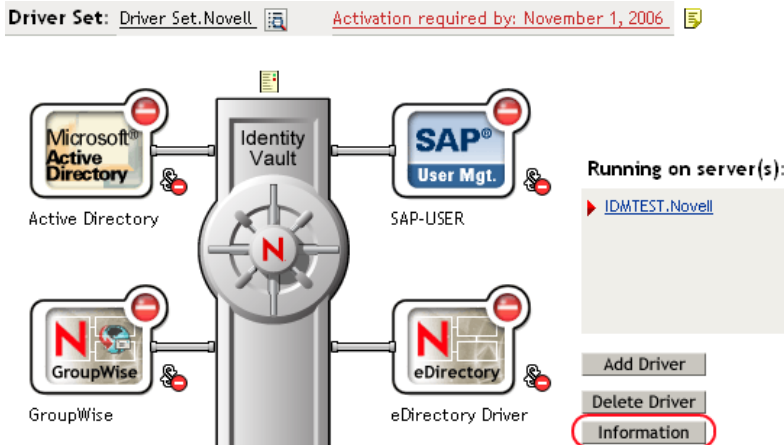 Driver Set: Driver Set.Novell Activation required by: November 1, 2006
Microsoft®
Active
Directory
Active Directory
Identity
Vault
N
SAP®
User Mgt.
SAP-USER
Running on server(s):
IDMTEST.Novell
N
GroupWise
GroupWise
N
eDirectory
eDirectory Driver
Add Driver
Delete Driver
Information